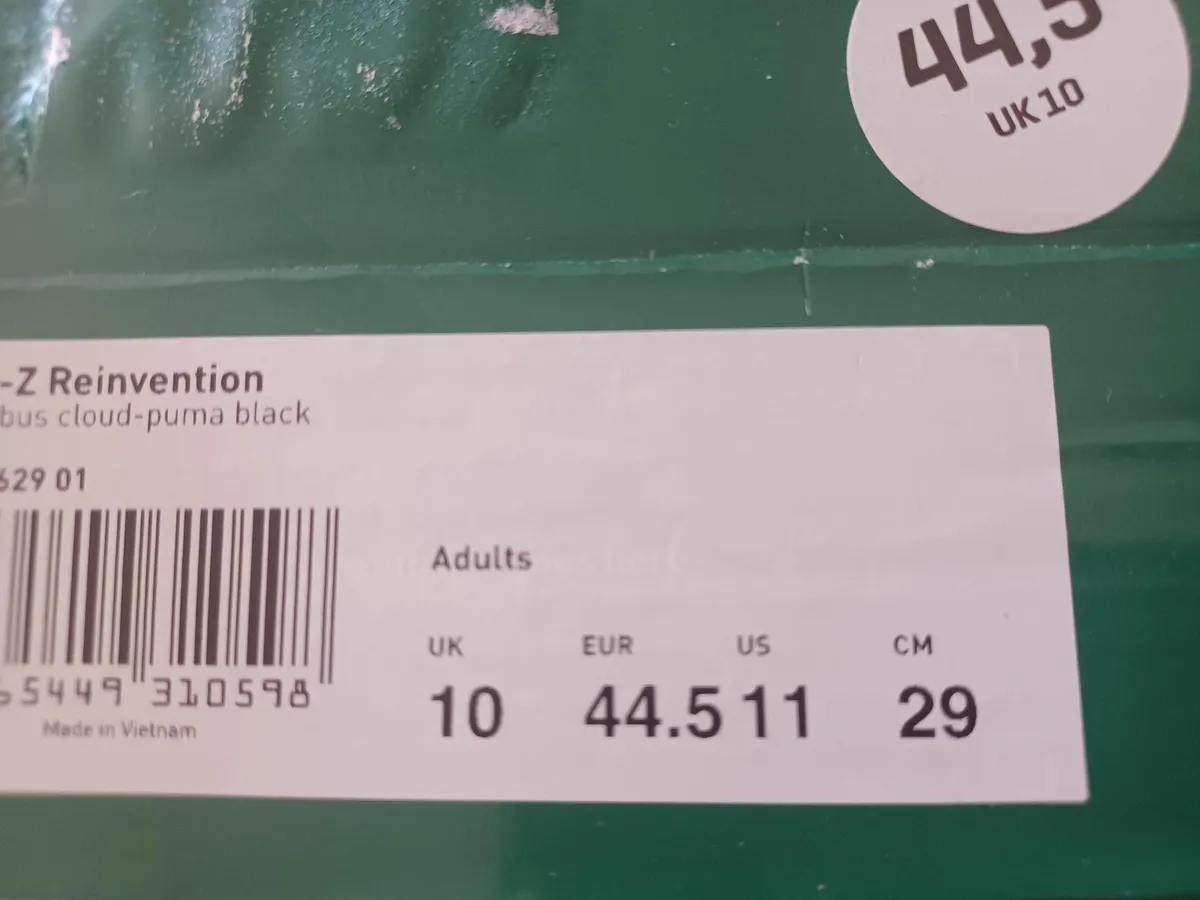 44,5
UK 10
-Z Reinvention
bus cloud-puma black
629 01
Adults
UK EUR US CM
10 44.5 11 29
5449 310598
Made in Vietnam